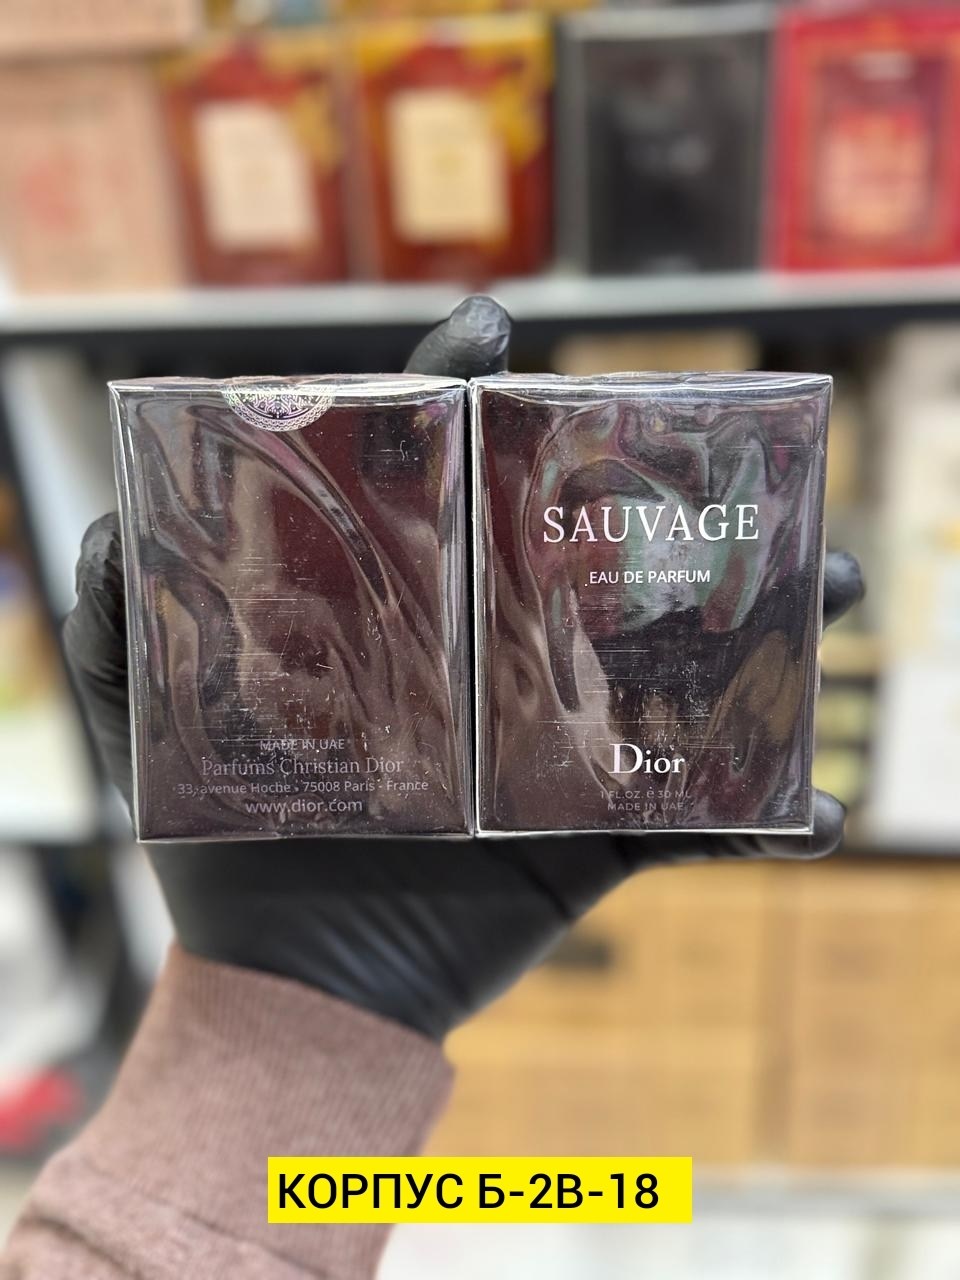 MADE IN UAE
Parfums Christian Dior
33, avenue Hoche • 75008 Paris - France
www.dior.com
SAUVAGE
EAU DE PARFUM
Dior
1 FL.OZ. e 30 ML
MADE IN UAE
КОРПУС Б-2В-18